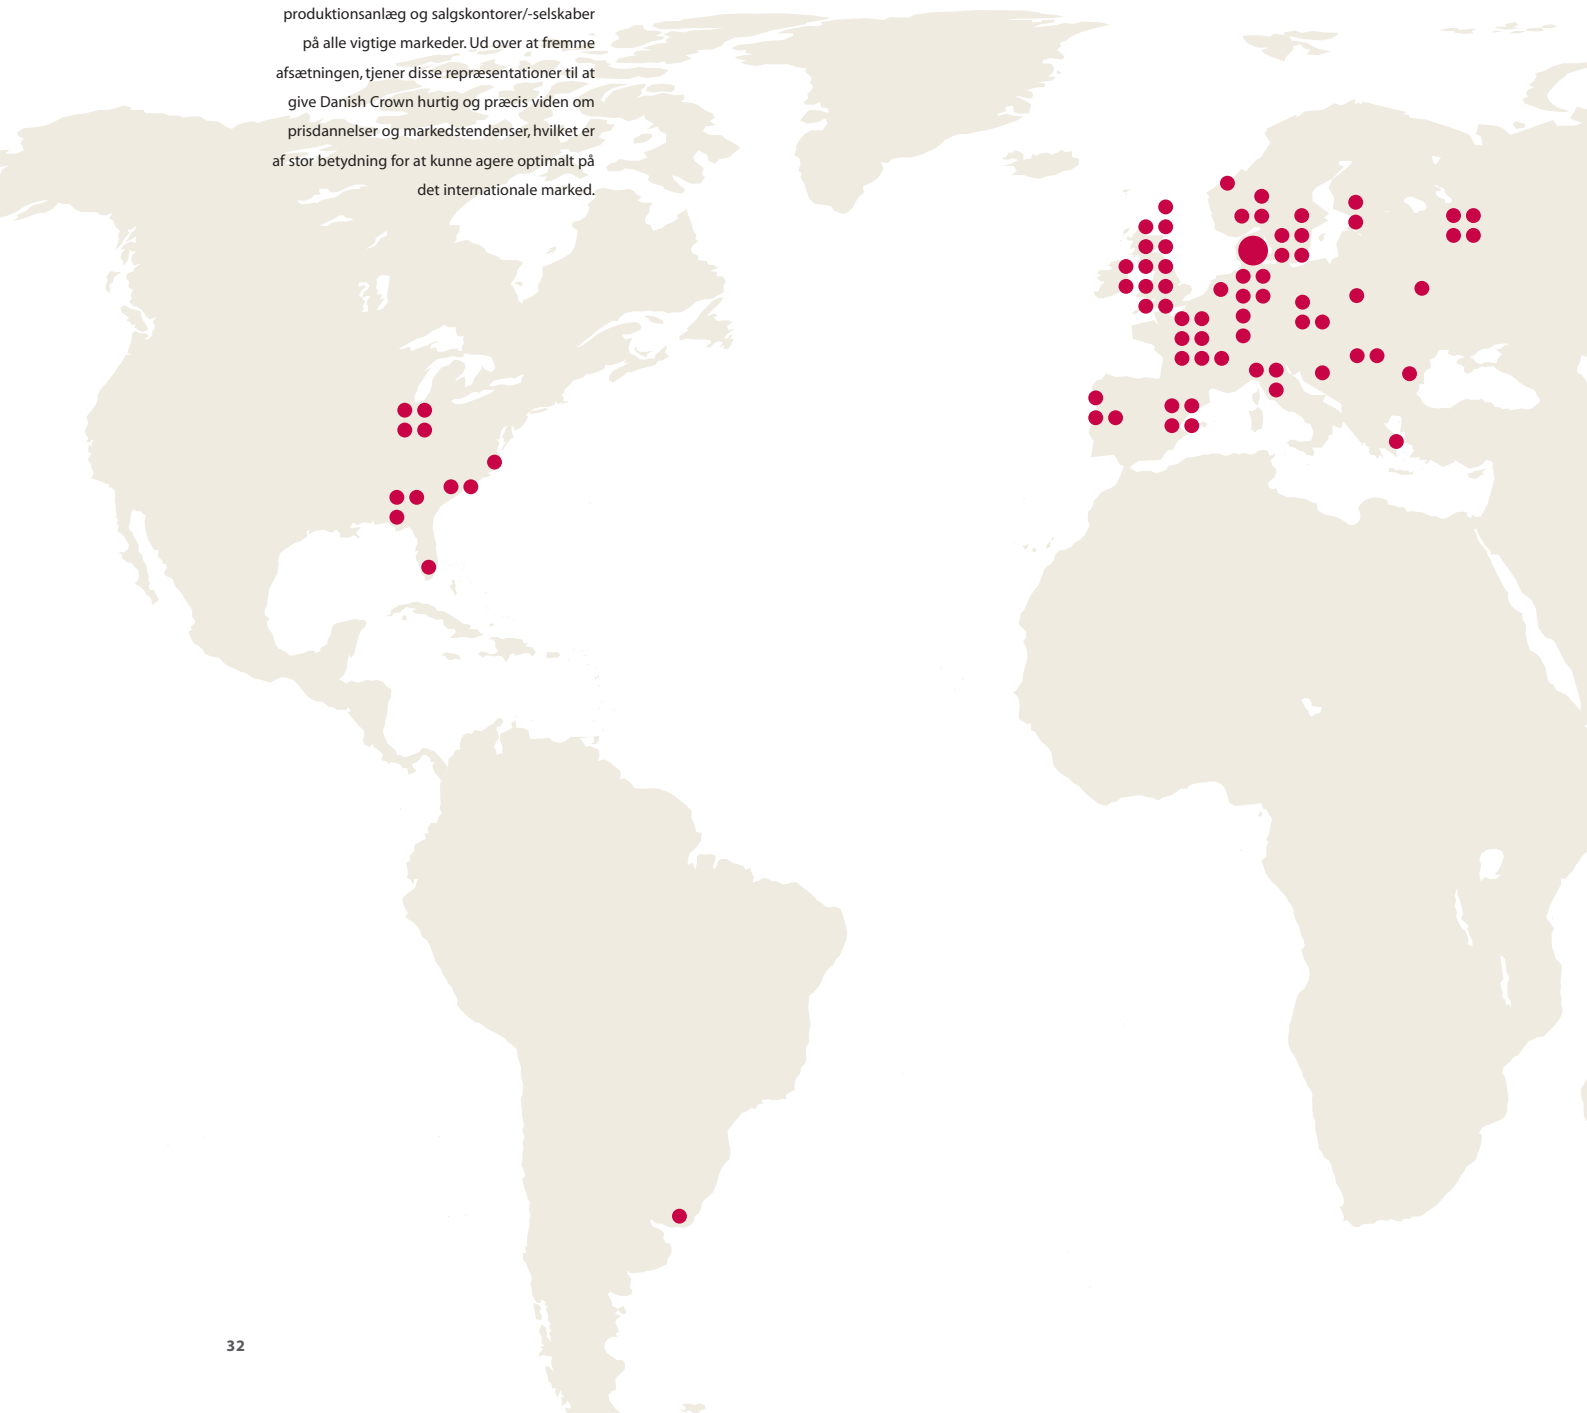 produktionsanlæg og salgskontorer/-selskaber
på alle vigtige markeder. Ud over at fremme
afsætningen, tjener disse repræsentationer til at
give Danish Crown hurtig og præcis viden om
prisdannelser og markedstendenser, hvilket er
af stor betydning for at kunne agere optimalt på
det internationale marked.
32